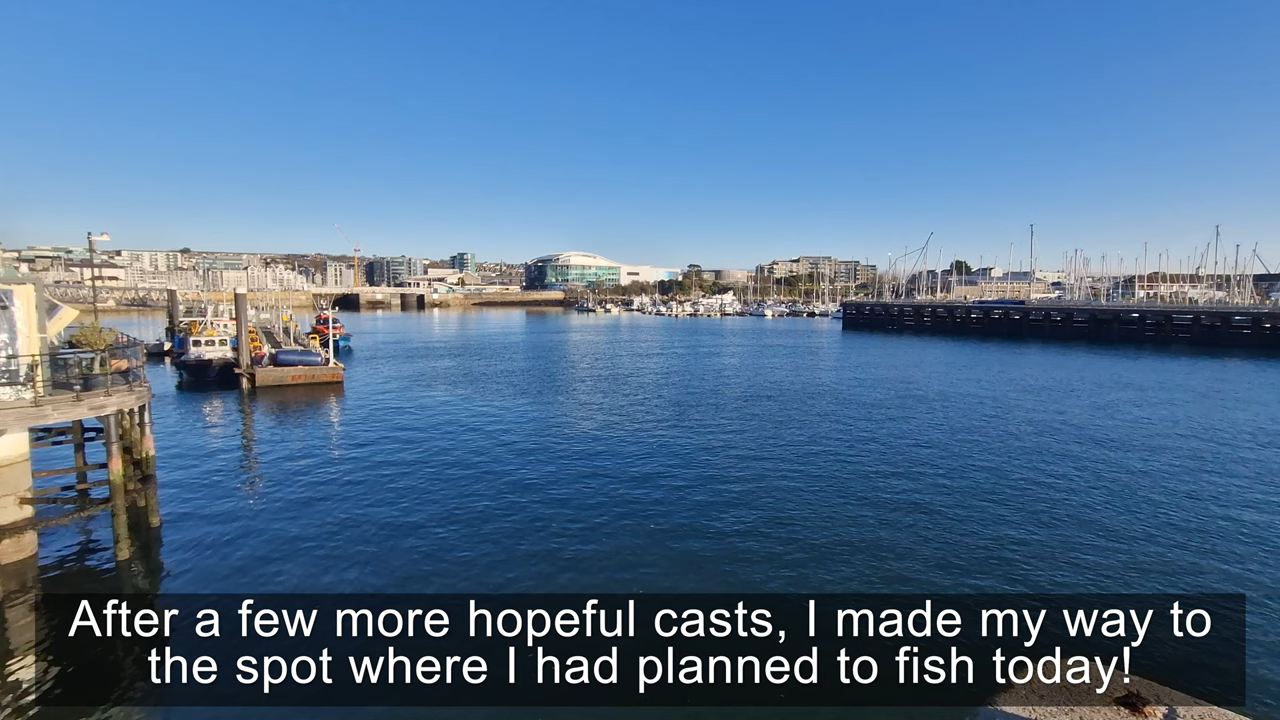 After a few more hopeful casts, I made my way to
the spot where I had planned to fish today!